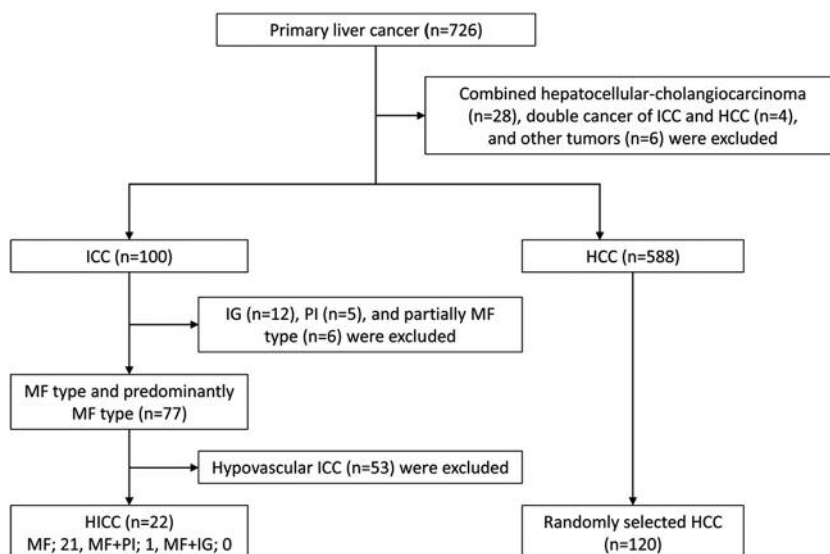 Primary liver cancer (n=726)
Combined hepatocellular-cholangiocarcinoma
(n=28), double cancer of ICC and HCC (n=4),
and other tumors (n=6) were excluded
ICC (n=100)
HCC (n=588)
IG (n=12), PI (n=5), and partially MF
type (n=6) were excluded
MF type and predominantly
MF type (n=77)
Hypovascular ICC (n=53) were excluded
HICC (n=22)
MF; 21, MF+PI; 1, MF+IG; 0
Randomly selected HCC
(n=120)